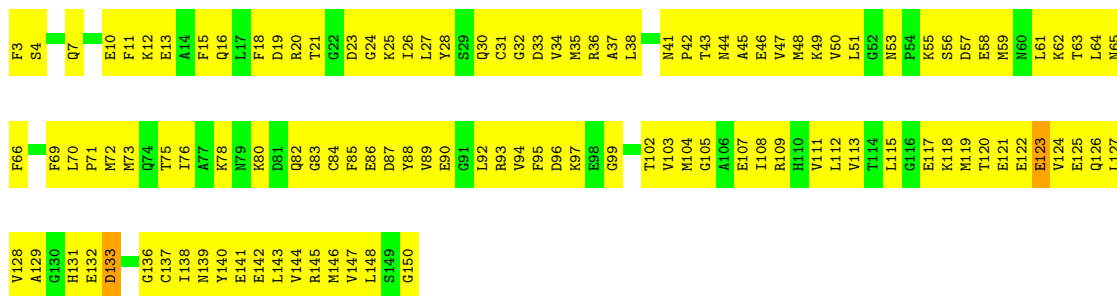 F3 S4 Q7 E10 F11 K12 E13 A14 F15 Q16 L17 F18 D19 R20 T21 G22 D23 G24 K25 I26 L27 Y28 S29 Q30 C31 G32 D33 V34 M35 R36 A37 L38 N41 P42 T43 N44 A45 E46 V47 M48 K49 V50 L51 G52 N53 P54 K55 S56 D57 E58 M59 N60 L61 K62 T63 L64 N65
F66 F69 L70 P71 M72 M73 Q74 T75 I76 A77 K78 N79 K80 D81 Q82 G83 C84 F85 E86 D87 Y88 V89 E90 G91 L92 R93 V94 F95 D96 K97 E98 G99 T102 V103 M104 G105 A106 E107 I108 R109 H110 V111 L112 V113 T114 L115 G116 E117 K118 M119 T120 E121 E122 E123 V124 E125 Q126 L127
V128 A129 G130 H131 E132 D133 G136 C137 I138 N139 Y140 E141 E142 L143 V144 R145 M146 V147 L148 S149 G150